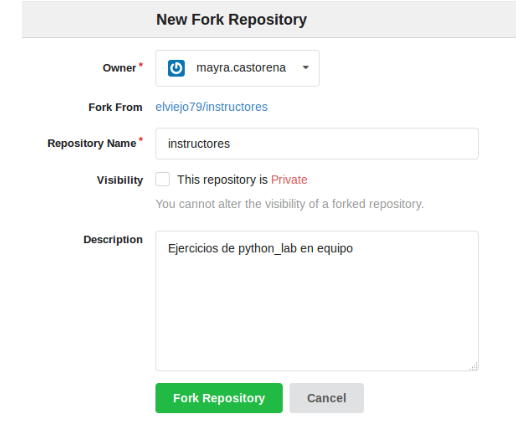 New Fork Repository
Owner * mayra.castorena
Fork From elviejo79/instructores
Repository Name * instructores
Visibility This repository is Private
You cannot alter the visibility of a forked repository.
Description Ejercicios de python_lab en equipo
Fork Repository Cancel